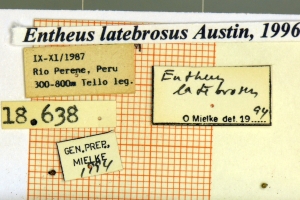 Entheus latebrosus Austin, 1996
IX-XI/1987
Rio Perene, Peru
300-800m Tello leg.
Entheus
latebrosus
94
O Mielke det. 19.....
18.638
GEN. PREP.
MIELKE
1994